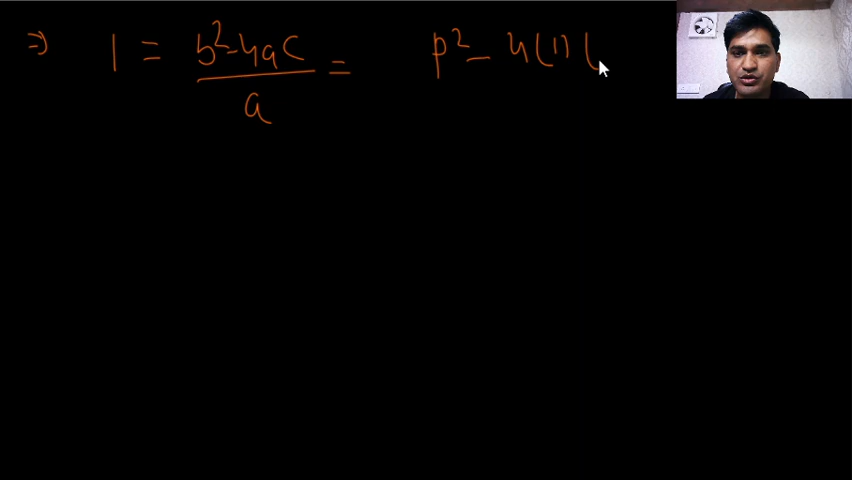 ⇒ 1 = b²-4ac / a = p² - 4(1)(